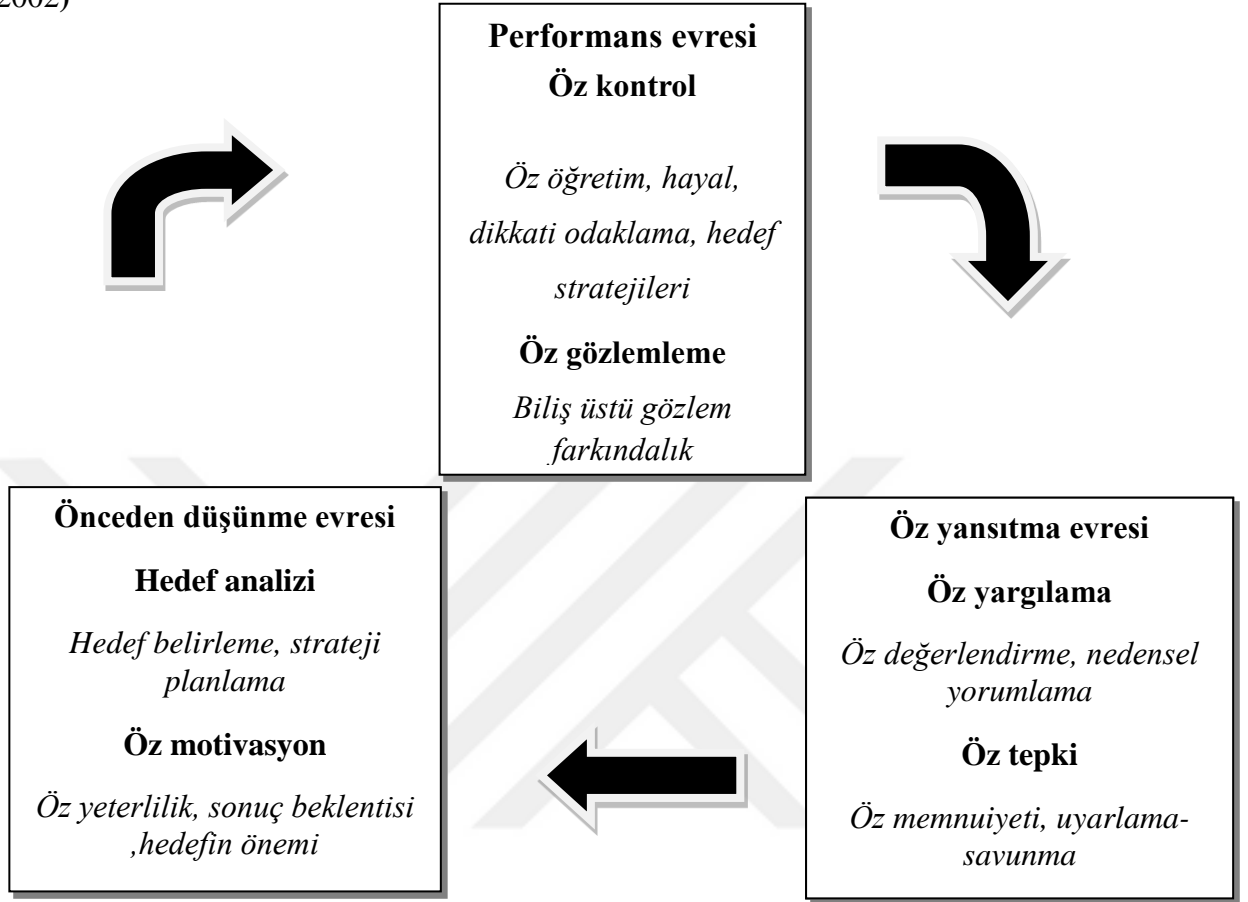 2002)
Performans evresi
Öz kontrol
Öz öğretim, hayal,
dikkati odaklama, hedef
stratejileri
Öz gözlemleme
Biliş üstü gözlem
farkındalık
Önceden düşünme evresi
Hedef analizi
Hedef belirleme, strateji
planlama
Öz motivasyon
Öz yeterlilik, sonuç beklentisi
,hedefin önemi
Öz yansıtma evresi
Öz yargılama
Öz değerlendirme, nedensel
yorumlama
Öz tepki
Öz memnuiyeti, uyarlama-
savunma